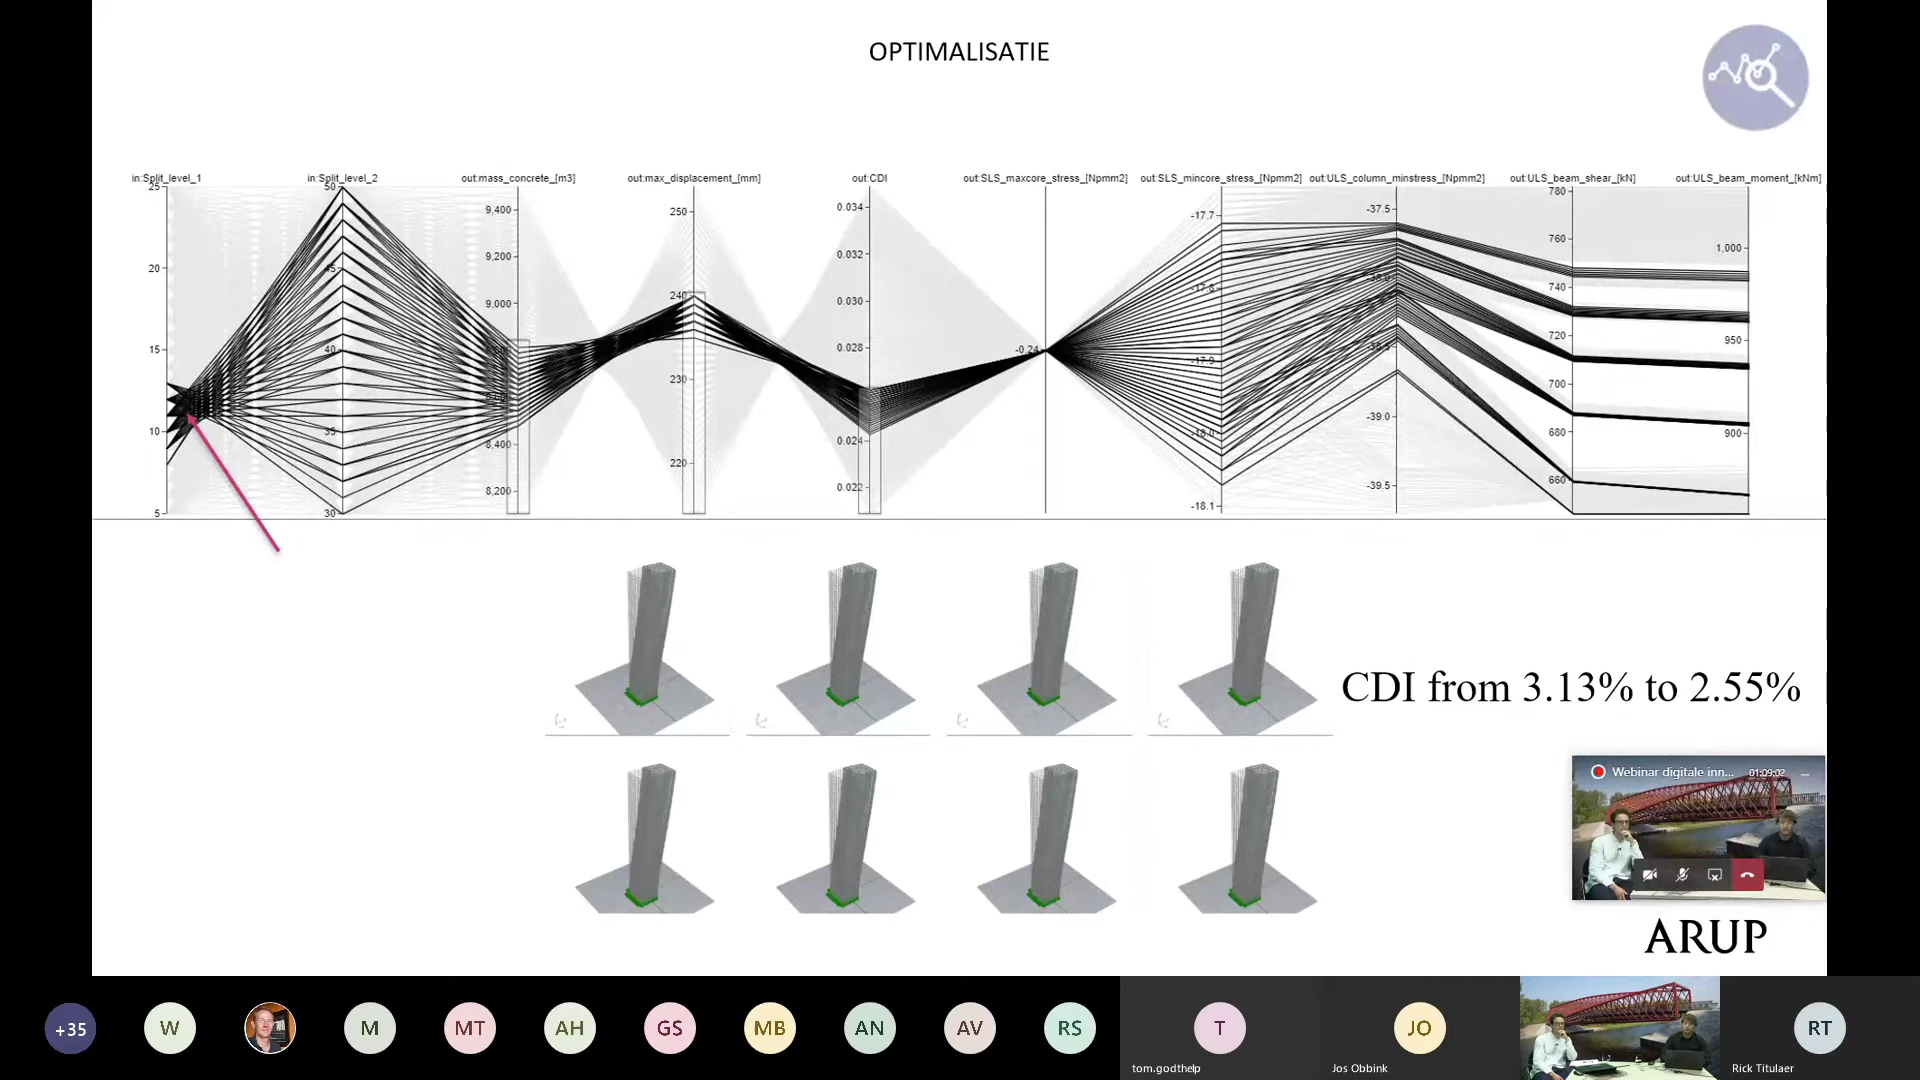 OPTIMALISATIE
in:Split_level_1
in:Split_level_2
out:mass_concrete_[m3]
out:max_displacement_[mm]
out:CDI
out:SLS_maxcore_stress_[Npmm2]
out:SLS_mincore_stress_[Npmm2]
out:ULS_column_minstress_[Npmm2]
out:ULS_beam_shear_[kN]
out:ULS_beam_moment_[kNm]
25
20
15
10
5
50
45
40
35
30
9,400
9,200
9,000
8,400
8,200
250
240
230
220
0.034
0.032
0.030
0.028
0.024
0.022
-0.24
-17.7
-17.8
-17.9
-18.0
-18.1
-37.5
-39.0
-39.5
780
760
740
720
700
680
660
1,000
950
900
CDI from 3.13% to 2.55%
Webinar digitale inn... 01:09:02
ARUP
+35
W
M
MT
AH
GS
MB
AN
AV
RS
T
JO
RT
tom.godthelp
Jos Obbink
Rick Titulaer